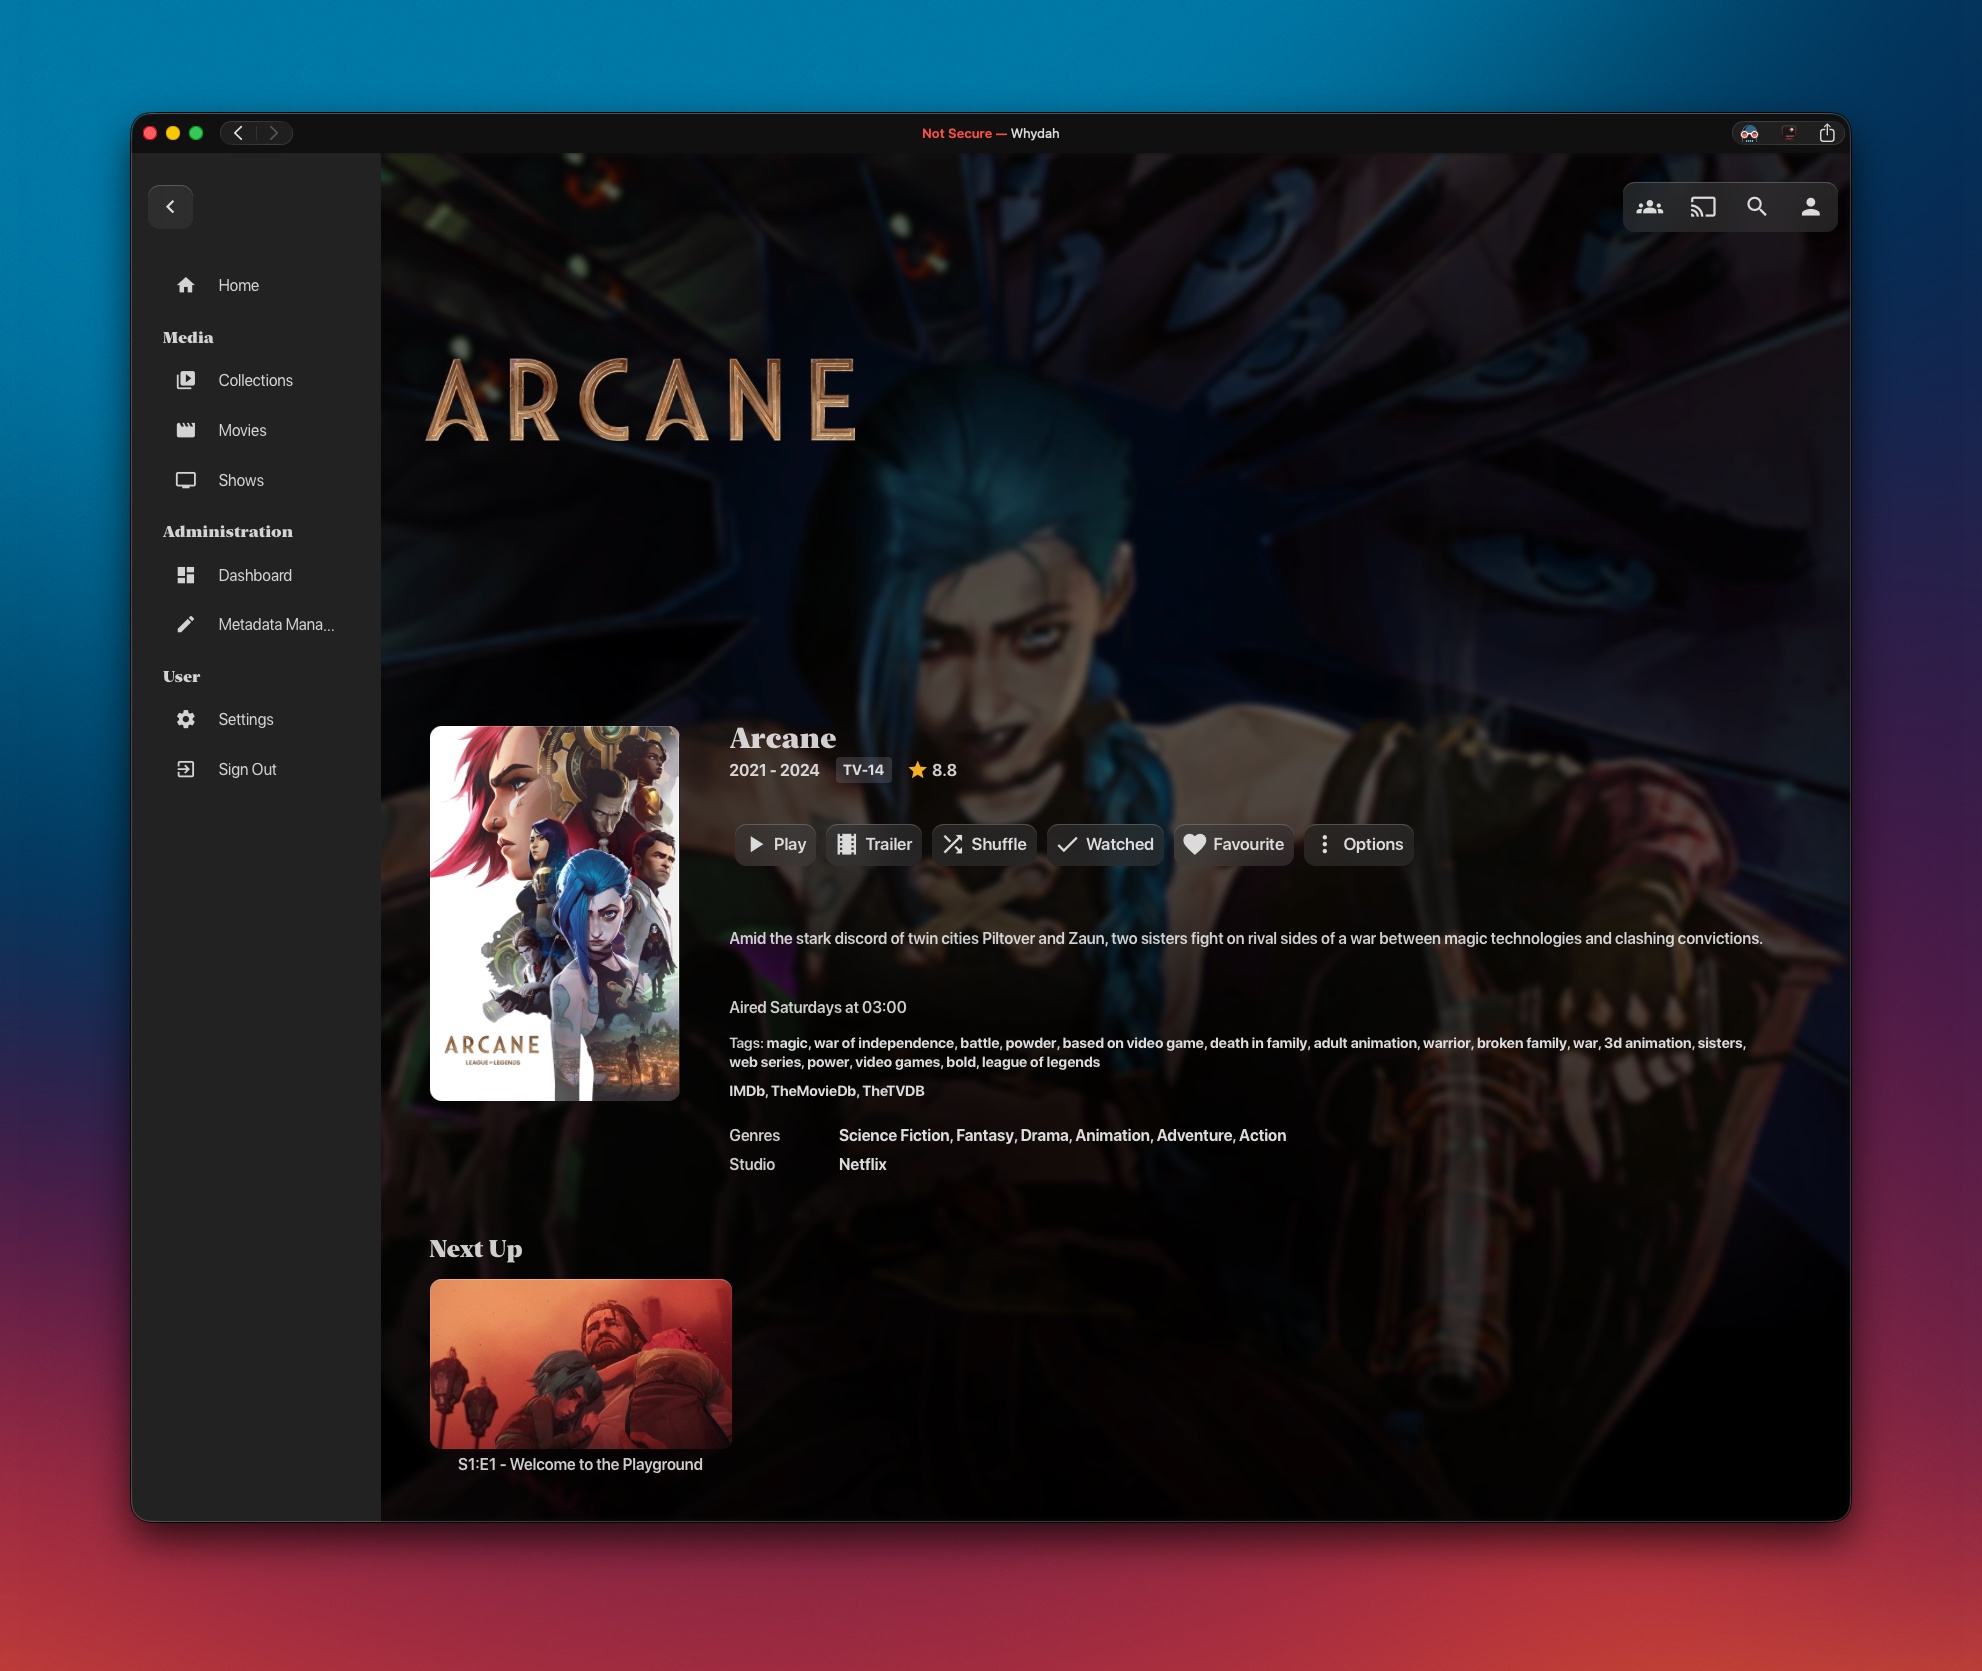 Not Secure — Whydah
Home
Media
Collections
Movies
Shows
Administration
Dashboard
Metadata Mana...
User
Settings
Sign Out
ARCANE
ARCANE
LEAGUE OF LEGENDS
Arcane
2021 - 2024 TV-14 8.8
Play Trailer Shuffle Watched Favourite Options
Amid the stark discord of twin cities Piltover and Zaun, two sisters fight on rival sides of a war between magic technologies and clashing convictions.
Aired Saturdays at 03:00
Tags: magic, war of independence, battle, powder, based on video game, death in family, adult animation, warrior, broken family, war, 3d animation, sisters,
web series, power, video games, bold, league of legends
IMDb, TheMovieDb, TheTVDB
Genres Science Fiction, Fantasy, Drama, Animation, Adventure, Action
Studio Netflix
Next Up
S1:E1 - Welcome to the Playground